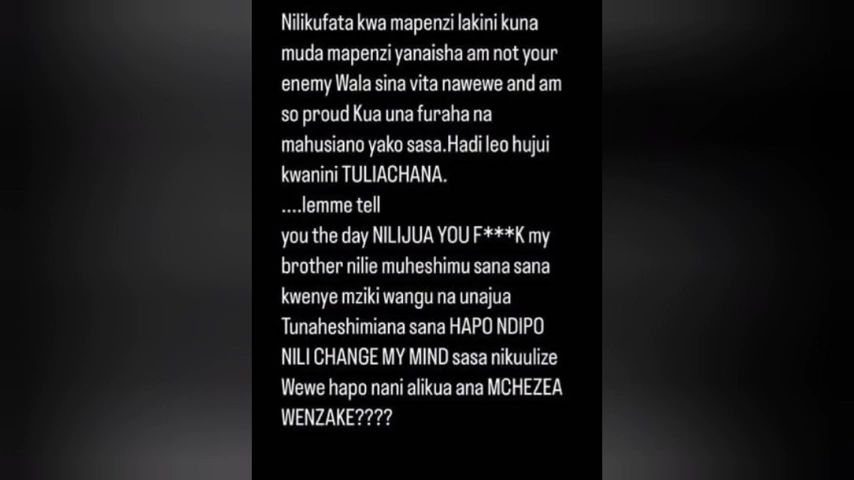 Nilikufata kwa mapenzi lakini kuna
muda mapenzi yanaisha am not your
enemy Wala sina vita nawewe and am
so proud Kua una furaha na
mahusiano yako sasa.Hadi leo hujui
kwanini TULIACHANA.
....lemme tell
you the day NILIJUA YOU F***K my
brother nilie muheshimu sana sana
kwenye mziki wangu na unajua
Tunaheshimiana sana HAPO NDIPO
NILI CHANGE MY MIND sasa nikuulize
Wewe hapo nani alikua ana MCHEZEA
WENZAKE????